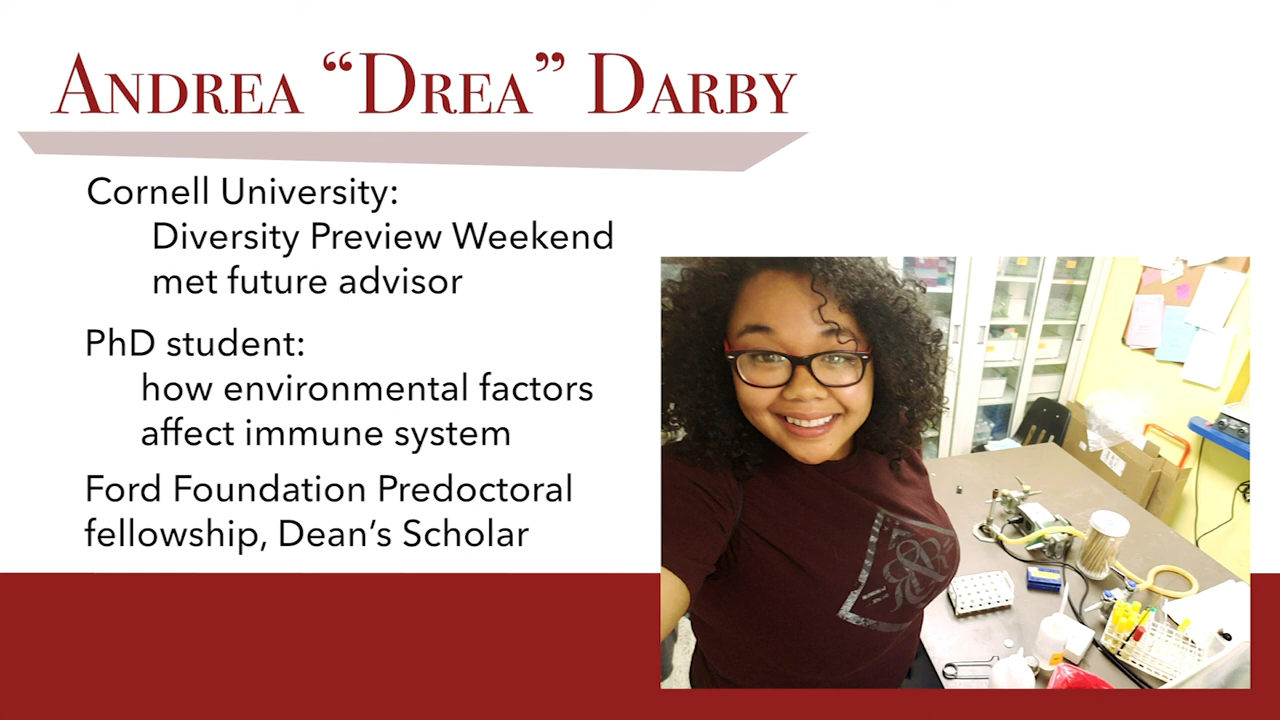 Andrea “Drea” Darby
Cornell University:
Diversity Preview Weekend
met future advisor
PhD student:
how environmental factors
affect immune system
Ford Foundation Predoctoral
fellowship, Dean’s Scholar